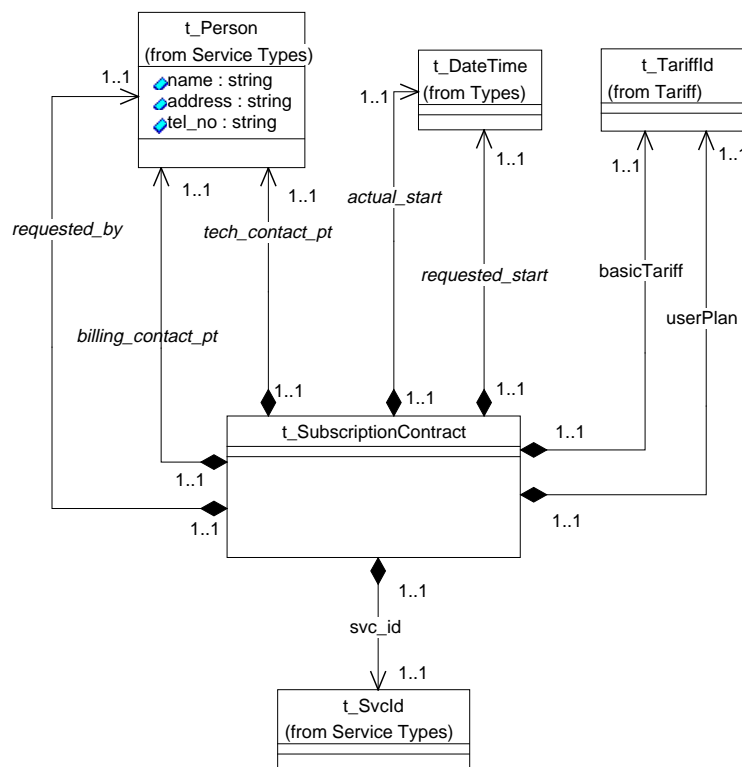 t_Person
(from Service Types)
name : string
address : string
tel_no : string
t_DateTime
(from Types)
t_TariffId
(from Tariff)
1..1
1..1
1..1
1..1
1..1
1..1
1..1
requested_by
tech_contact_pt
actual_start
requested_start
basicTariff
userPlan
billing_contact_pt
1..1
1..1
1..1
t_SubscriptionContract
1..1
1..1
1..1
1..1
1..1
svc_id
1..1
t_SvcId
(from Service Types)